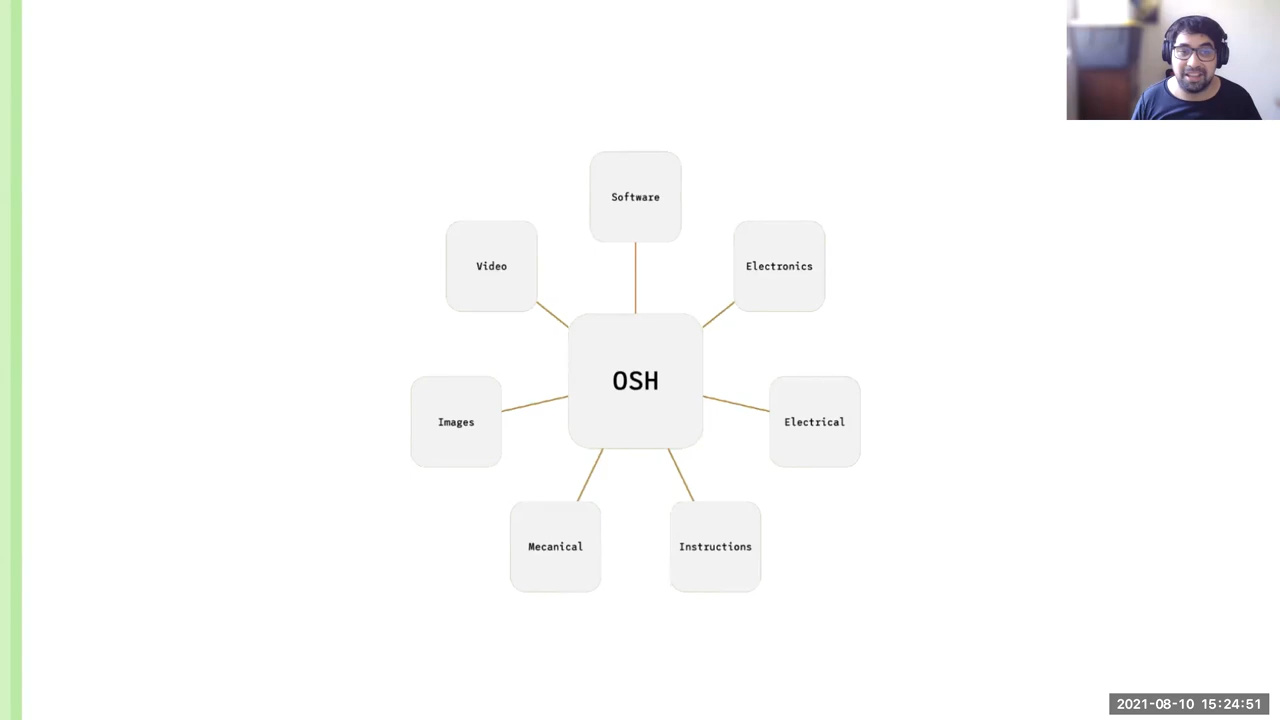 Software
Video
Electronics
OSH
Images
Electrical
Mecanical
Instructions
2021-08-10 15:24:51